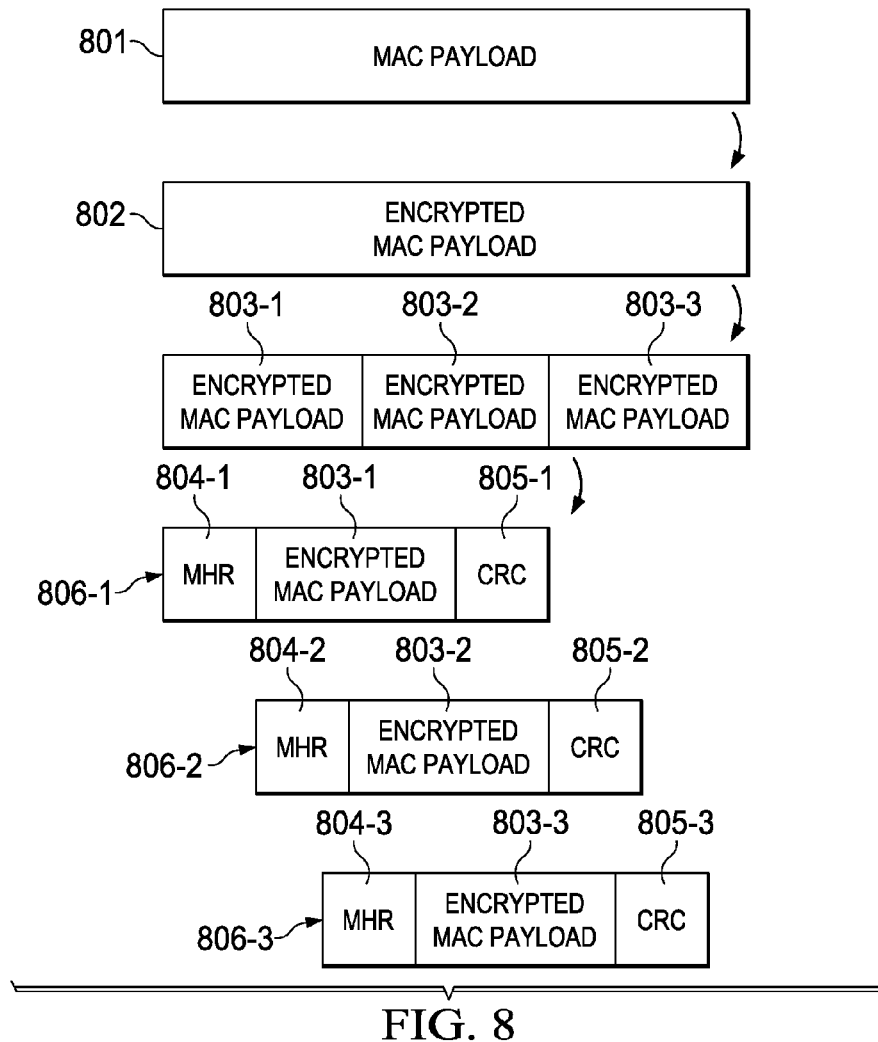 801
MAC PAYLOAD
802
ENCRYPTED
MAC PAYLOAD
803-1 803-2 803-3
ENCRYPTED ENCRYPTED ENCRYPTED
MAC PAYLOAD MAC PAYLOAD MAC PAYLOAD
804-1 803-1 805-1
806-1
MHR
ENCRYPTED
MAC PAYLOAD
CRC
804-2 803-2 805-2
806-2
MHR
ENCRYPTED
MAC PAYLOAD
CRC
804-3 803-3 805-3
806-3
MHR
ENCRYPTED
MAC PAYLOAD
CRC
FIG. 8